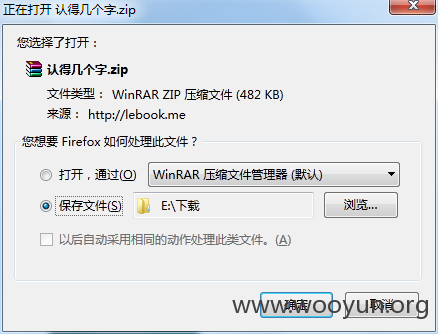 正在打开 认得几个字.zip
您选择了打开：
认得几个字.zip
文件类型： WinRAR ZIP 压缩文件 (482 KB)
来源： http://lebook.me
您想要 Firefox 如何处理此文件？
打开，通过(O) WinRAR 压缩文件管理器 (默认)
保存文件(S) E:\下载 浏览...
以后自动采用相同的动作处理此类文件。(A)
确定 取消
www.wooyun.org